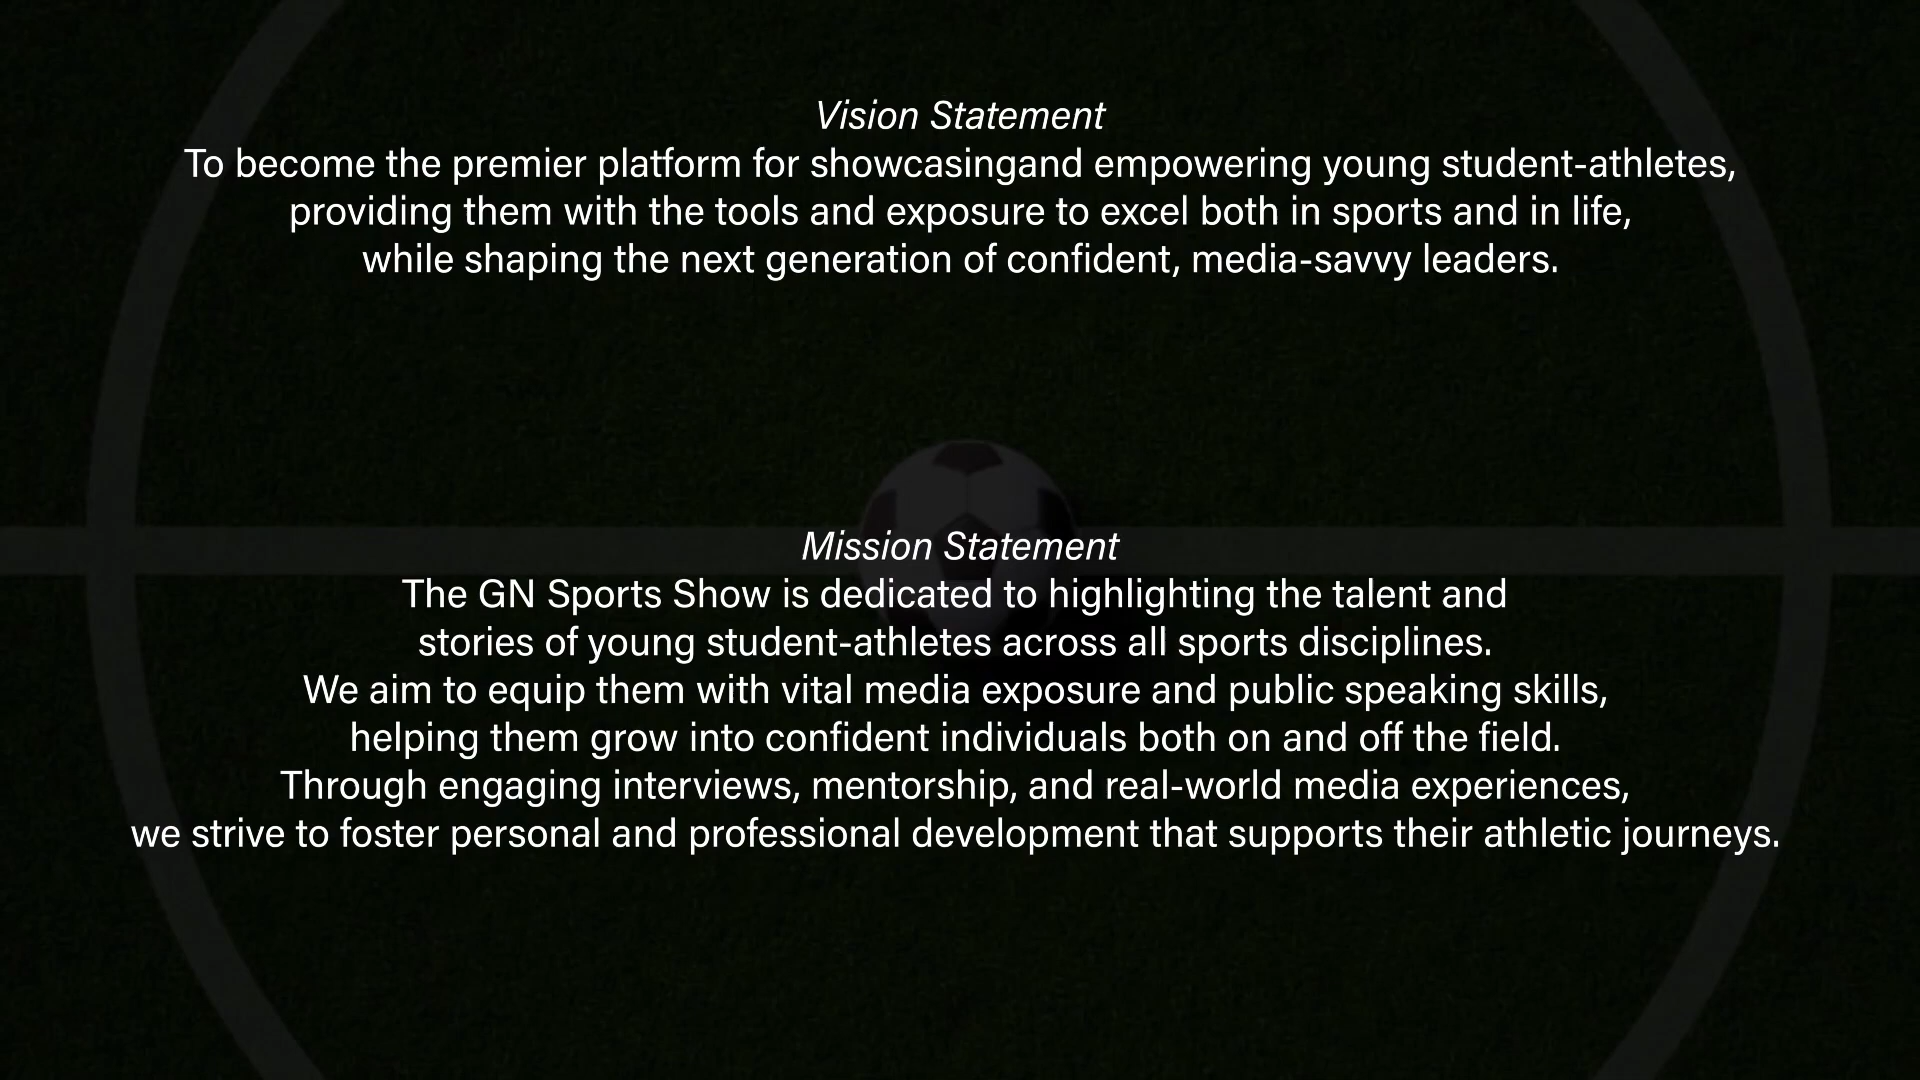 Vision Statement
To become the premier platform for showcasingand empowering young student-athletes,
providing them with the tools and exposure to excel both in sports and in life,
while shaping the next generation of confident, media-savvy leaders.
Mission Statement
The GN Sports Show is dedicated to highlighting the talent and
stories of young student-athletes across all sports disciplines.
We aim to equip them with vital media exposure and public speaking skills,
helping them grow into confident individuals both on and off the field.
Through engaging interviews, mentorship, and real-world media experiences,
we strive to foster personal and professional development that supports their athletic journeys.